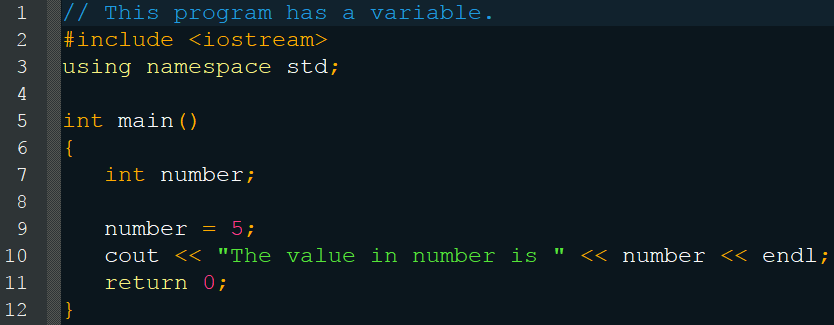 1 // This program has a variable.
2 #include <iostream>
3 using namespace std;
4
5 int main()
6 {
7    int number;
8
9    number = 5;
10    cout << "The value in number is " << number << endl;
11    return 0;
12 }